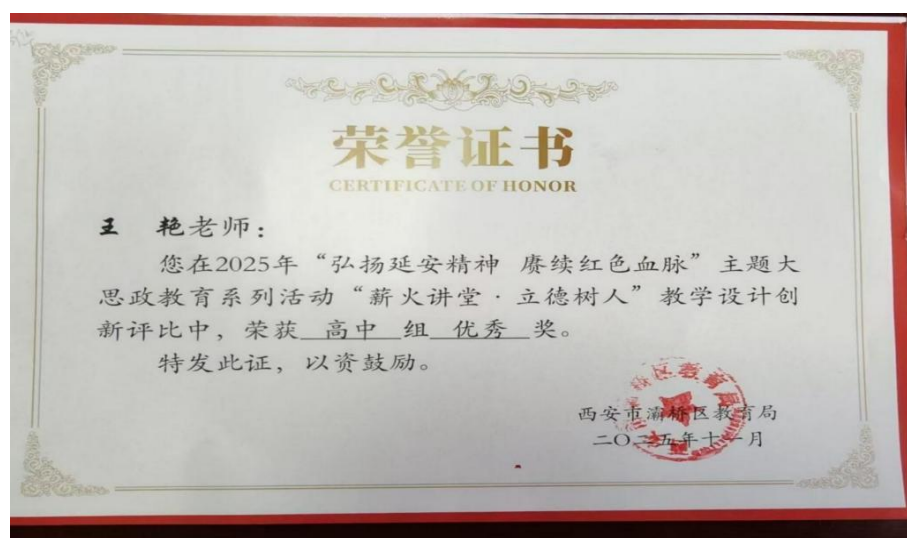 荣誉证书
CERTIFICATE OF HONOR
王 艳老师：
您在2025年“弘扬延安精神 赓续红色血脉”主题大
思政教育系列活动“薪火讲堂·立德树人”教学设计创
新评比中，荣获 高中 组 优秀 奖。
特发此证，以资鼓励。
西安市灞桥区教育局
二〇二五年十一月